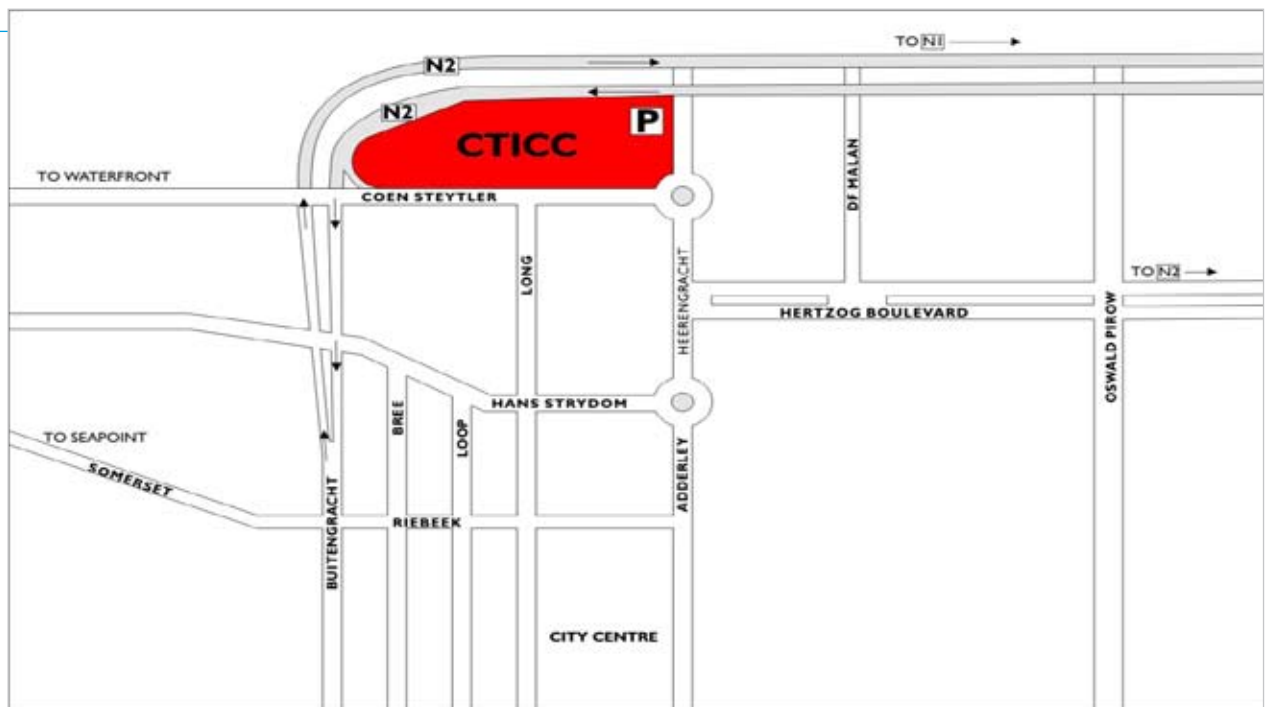 TO N1
N2
N2
P
CTICC
DF MALAN
TO WATERFRONT
COEN STEYTLER
LONG
HEERENGRACHT
TO N2
HERTZOG BOULEVARD
OSWALD PIROW
HANS STRYDOM
BREE
LOOP
TO SEAPOINT
SOMERSET
ADDERLEY
BUITENGRACHT
RIEBEEK
CITY CENTRE